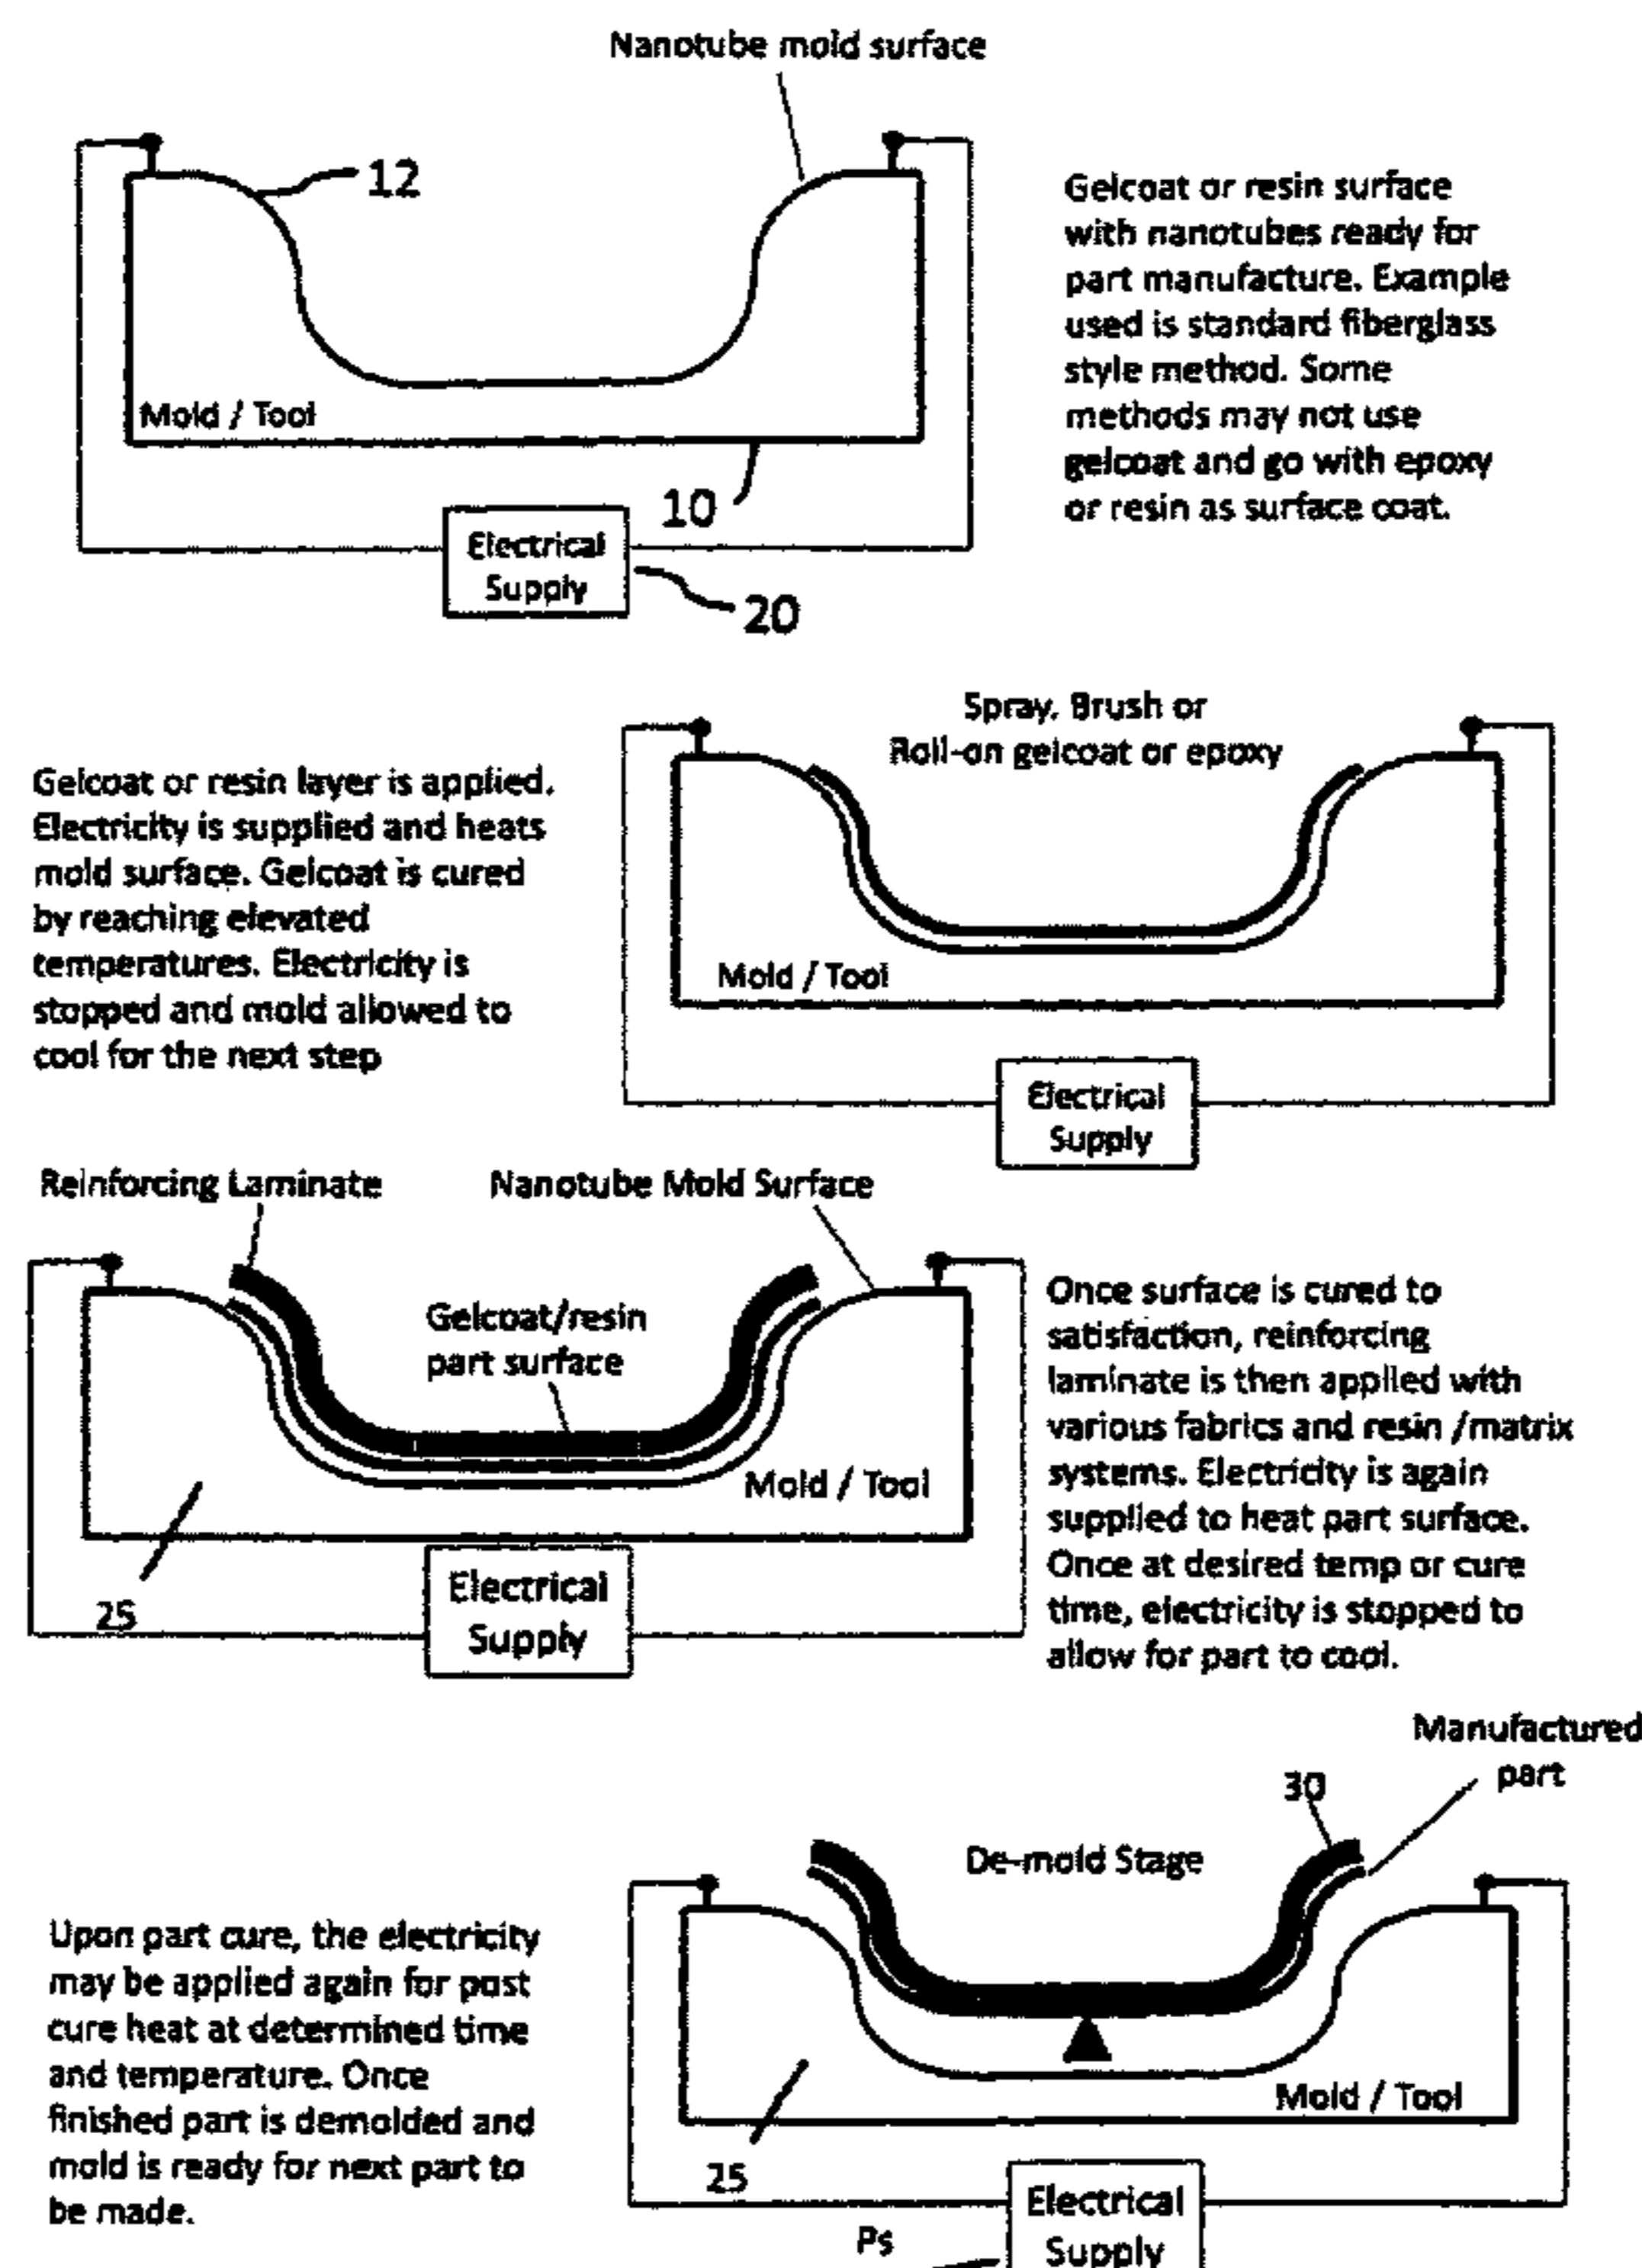 Nanotube mold surface
12
Mold / Tool
10
Electrical
Supply
20
Gelcoat or resin surface
with nanotubes ready for
part manufacture. Example
used is standard fiberglass
style method. Some
methods may not use
gelcoat and go with epoxy
or resin as surface coat.
Spray, Brush or
Roll-on gelcoat or epoxy
Gelcoat or resin layer is applied.
Electricity is supplied and heats
mold surface. Gelcoat is cured
by reaching elevated
temperatures. Electricity is
stopped and mold allowed to
cool for the next step
Mold / Tool
Electrical
Supply
Reinforcing Laminate
Nanotube Mold Surface
Gelcoat/resin
part surface
Mold / Tool
25
Electrical
Supply
Once surface is cured to
satisfaction, reinforcing
laminate is then applied with
various fabrics and resin /matrix
systems. Electricity is again
supplied to heat part surface.
Once at desired temp or cure
time, electricity is stopped to
allow for part to cool.
Manufactured
part
30
De-mold Stage
Upon part cure, the electricity
may be applied again for post
cure heat at determined time
and temperature. Once
finished part is demolded and
mold is ready for next part to
be made.
Mold / Tool
25
Electrical
Supply
Ps